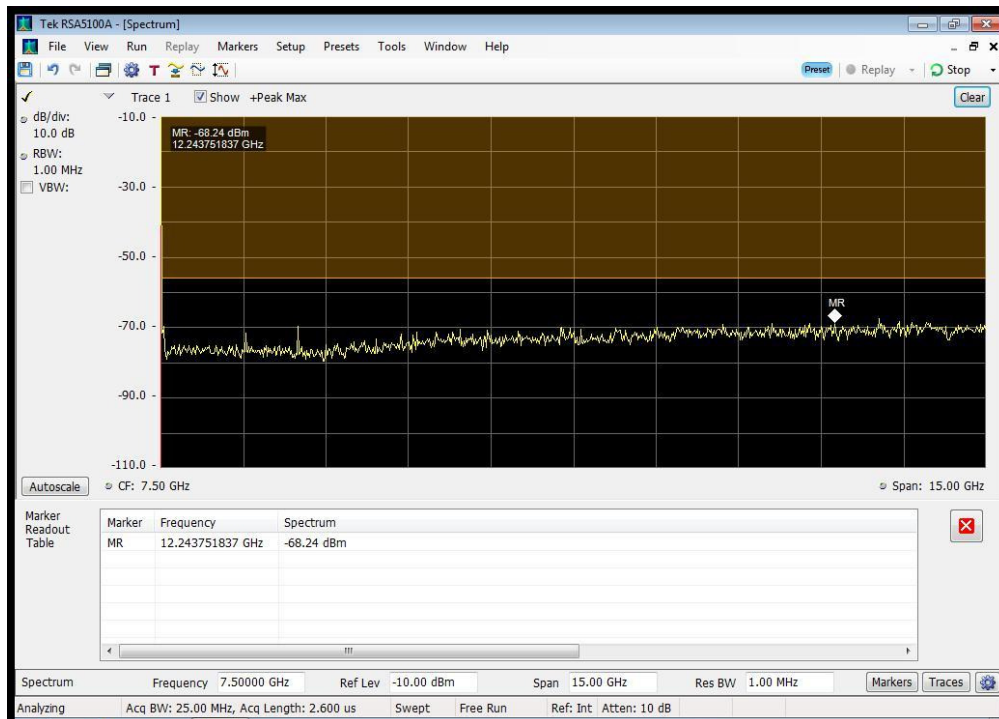 Tek RSA5100A - [Spectrum]
File View Run Replay Markers Setup Presets Tools Window Help
T Preset Replay Stop
Trace 1 Show +Peak Max Clear
dB/div:
10.0 dB
RBW:
1.00 MHz
VBW:
-10.0
MR: -68.24 dBm
12.243751837 GHz
-30.0
-50.0
MR
-70.0
-90.0
-110.0
Autoscale CF: 7.50 GHz Span: 15.00 GHz
Marker
Readout
Table
Marker Frequency Spectrum
MR 12.243751837 GHz -68.24 dBm
Spectrum Frequency 7.50000 GHz Ref Lev -10.00 dBm Span 15.00 GHz Res BW 1.00 MHz Markers Traces
Analyzing Acq BW: 25.00 MHz, Acq Length: 2.600 us Swept Free Run Ref: Int Atten: 10 dB